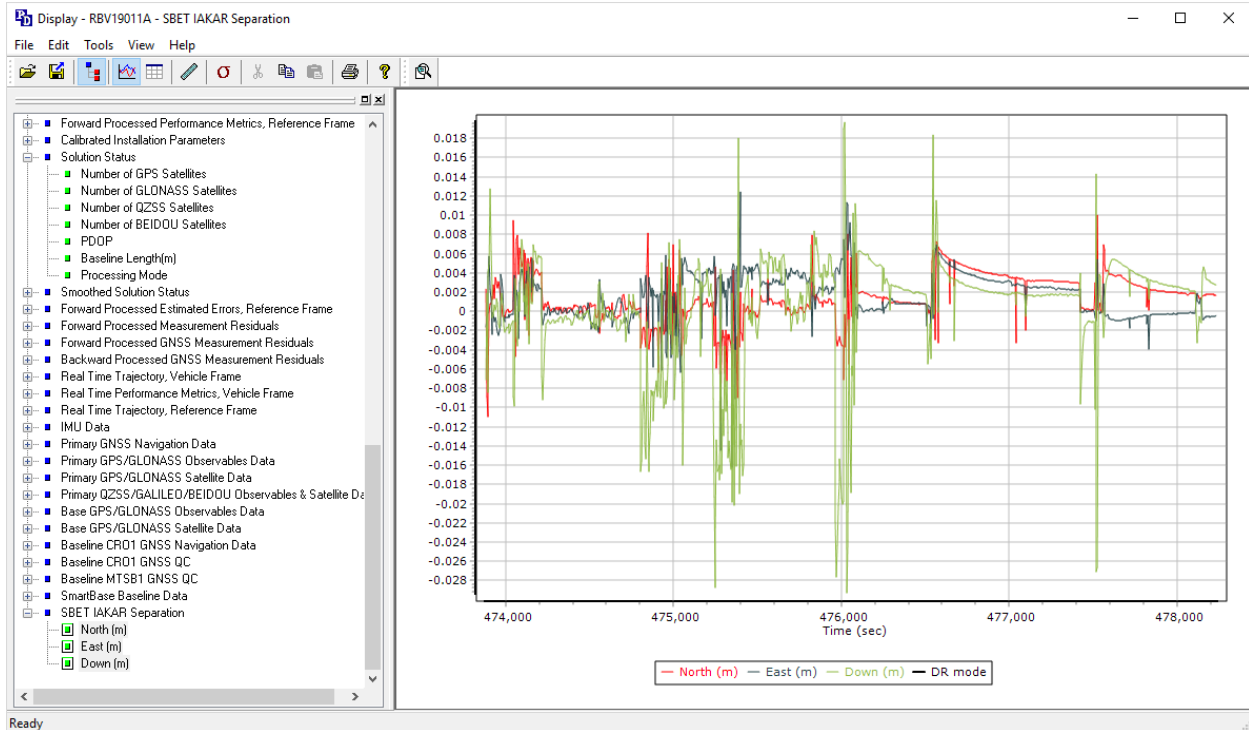 Display - RBV19011A - SBET IAKAR Separation
File Edit Tools View Help
Forward Processed Performance Metrics, Reference Frame
Calibrated Installation Parameters
Solution Status
Number of GPS Satellites
Number of GLONASS Satellites
Number of QZSS Satellites
Number of BEIDOU Satellites
PDOP
Baseline Length(m)
Processing Mode
Smoothed Solution Status
Forward Processed Estimated Errors, Reference Frame
Forward Processed Measurement Residuals
Forward Processed GNSS Measurement Residuals
Backward Processed GNSS Measurement Residuals
Real Time Trajectory, Vehicle Frame
Real Time Performance Metrics, Vehicle Frame
Real Time Trajectory, Reference Frame
IMU Data
Primary GNSS Navigation Data
Primary GPS/GLONASS Observables Data
Primary GPS/GLONASS Satellite Data
Primary QZSS/GALILEO/BEIDOU Observables & Satellite Da
Base GPS/GLONASS Observables Data
Base GPS/GLONASS Satellite Data
Baseline CRO1 GNSS Navigation Data
Baseline CRO1 GNSS QC
Baseline MTSB1 GNSS QC
SmartBase Baseline Data
SBET IAKAR Separation
North (m)
East (m)
Down (m)
0.018
0.016
0.014
0.012
0.01
0.008
0.006
0.004
0.002
0
-0.002
-0.004
-0.006
-0.008
-0.01
-0.012
-0.014
-0.016
-0.018
-0.02
-0.022
-0.024
-0.026
-0.028
474,000 475,000 476,000 477,000 478,000
Time (sec)
North (m) East (m) Down (m) DR mode
Ready